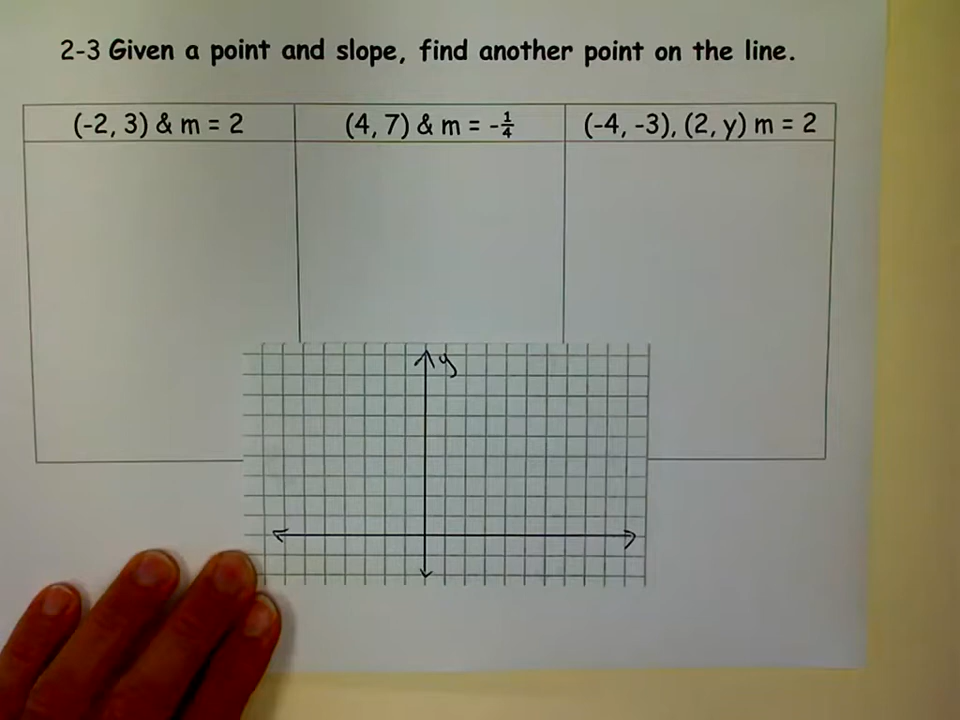 2-3 Given a point and slope, find another point on the line.
(-2, 3) & m = 2
(4, 7) & m = -¼
(-4, -3), (2, y) m = 2
y